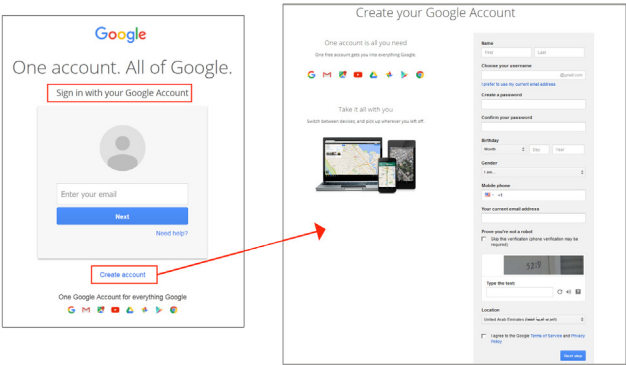 Google
One account. All of Google.
Sign in with your Google Account
Enter your email
Next
Need help?
Create account
One Google Account for everything Google
Create your Google Account
One account is all you need
One free account gets you into everything Google.
Take it all with you
Switch between devices, and pick up wherever you left off.
Name
First Last
Choose your username
@gmail.com
I prefer to use my current email address
Create a password
Confirm your password
Birthday
Month Day Year
Gender
I am...
Mobile phone
+1
Your current email address
Prove you're not a robot
Skip this verification (phone verification may be
required)
Type the text:
Location
United Arab Emirates (الإمارات العربية المتحدة)
I agree to the Google Terms of Service and Privacy
Policy
Next step